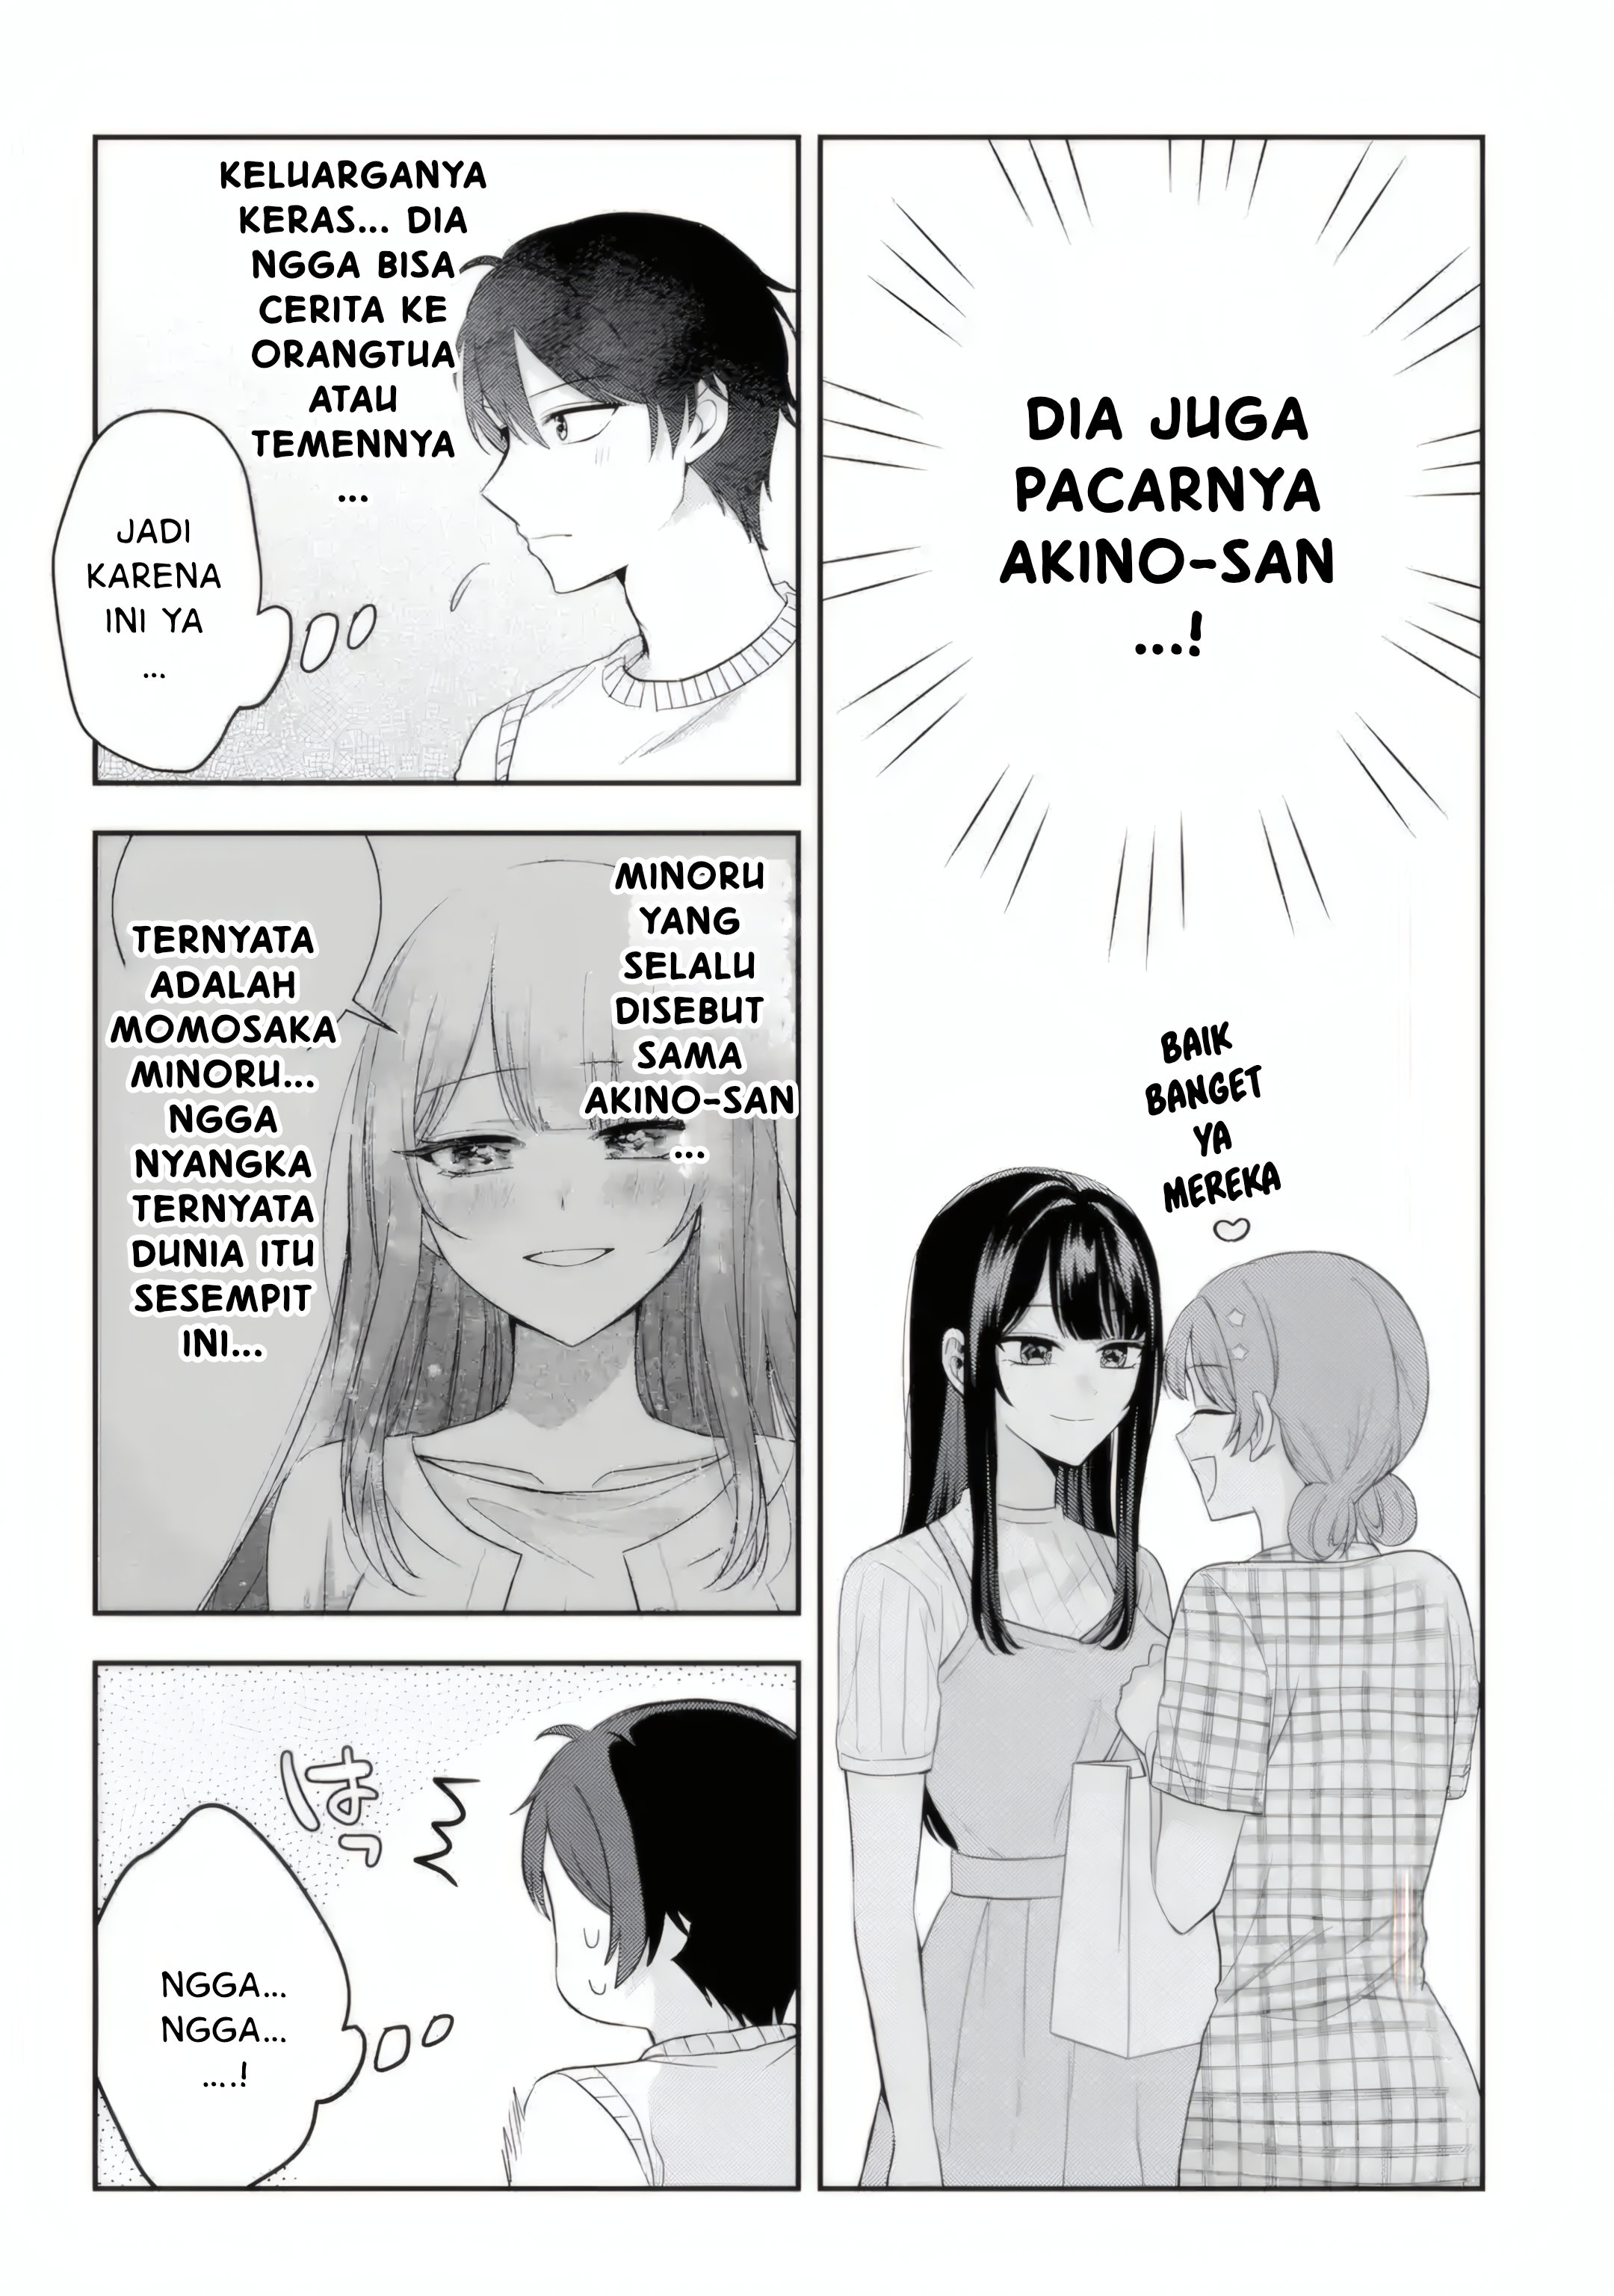 DIA JUGA
PACARNYA
AKINO-SAN
...!
BAIK
BANGET
YA
MEREKA
KELUARGANYA
KERAS... DIA
NGGA BISA
CERITA KE
ORANGTUA
ATAU
TEMENNYA
...
JADI
KARENA
INI YA
...
MINORU
YANG
SELALU
DISEBUT
SAMA
AKINO-SAN
...
TERNYATA
ADALAH
MOMOSAKA
MINORU...
NGGA
NYANGKA
TERNYATA
DUNIA ITU
SESEMPIT
INI...
はっ
NGGA...
NGGA...
....!